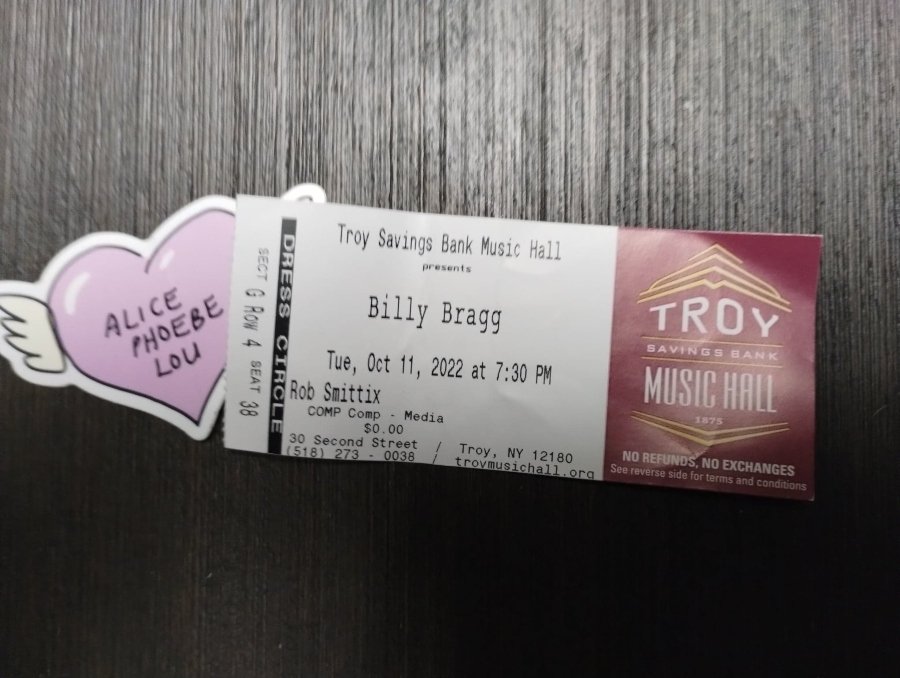 ALICE
PHOEBE
LOU
SECT G Row 4 SEAT 38
DRESS CIRCLE
Troy Savings Bank Music Hall
presents
Billy Bragg
Tue, Oct 11, 2022 at 7:30 PM
Rob Smittix
COMP Comp - Media
$0.00
30 Second Street / Troy, NY 12180
(518) 273 - 0038 / troymusichall.org
TROY
SAVINGS BANK
MUSIC HALL
1875
NO REFUNDS, NO EXCHANGES
See reverse side for terms and conditions